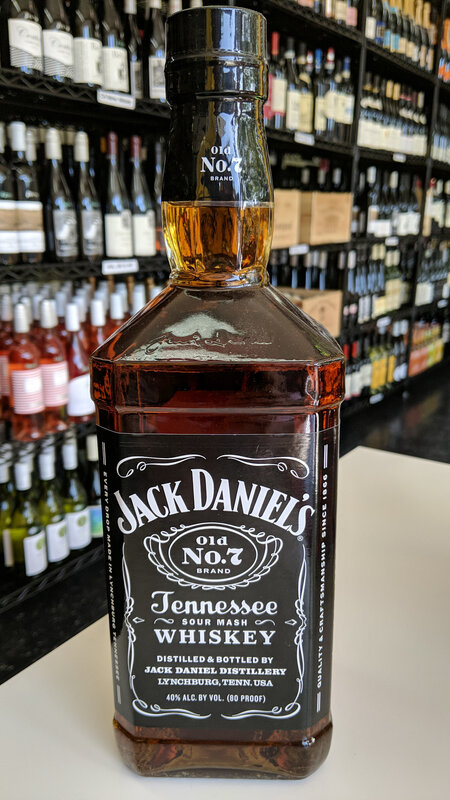 Old
No.7
BRAND
JACK DANIEL'S
Old
No.7
BRAND
Tennessee
SOUR MASH
WHISKEY
DISTILLED & BOTTLED BY
JACK DANIEL DISTILLERY
LYNCHBURG, TENN. USA
40% ALC. BY VOL. (80 PROOF)
EVERY DROP MADE IN LYNCHBURG TENNESSEE
QUALITY & CRAFTSMANSHIP SINCE 1866